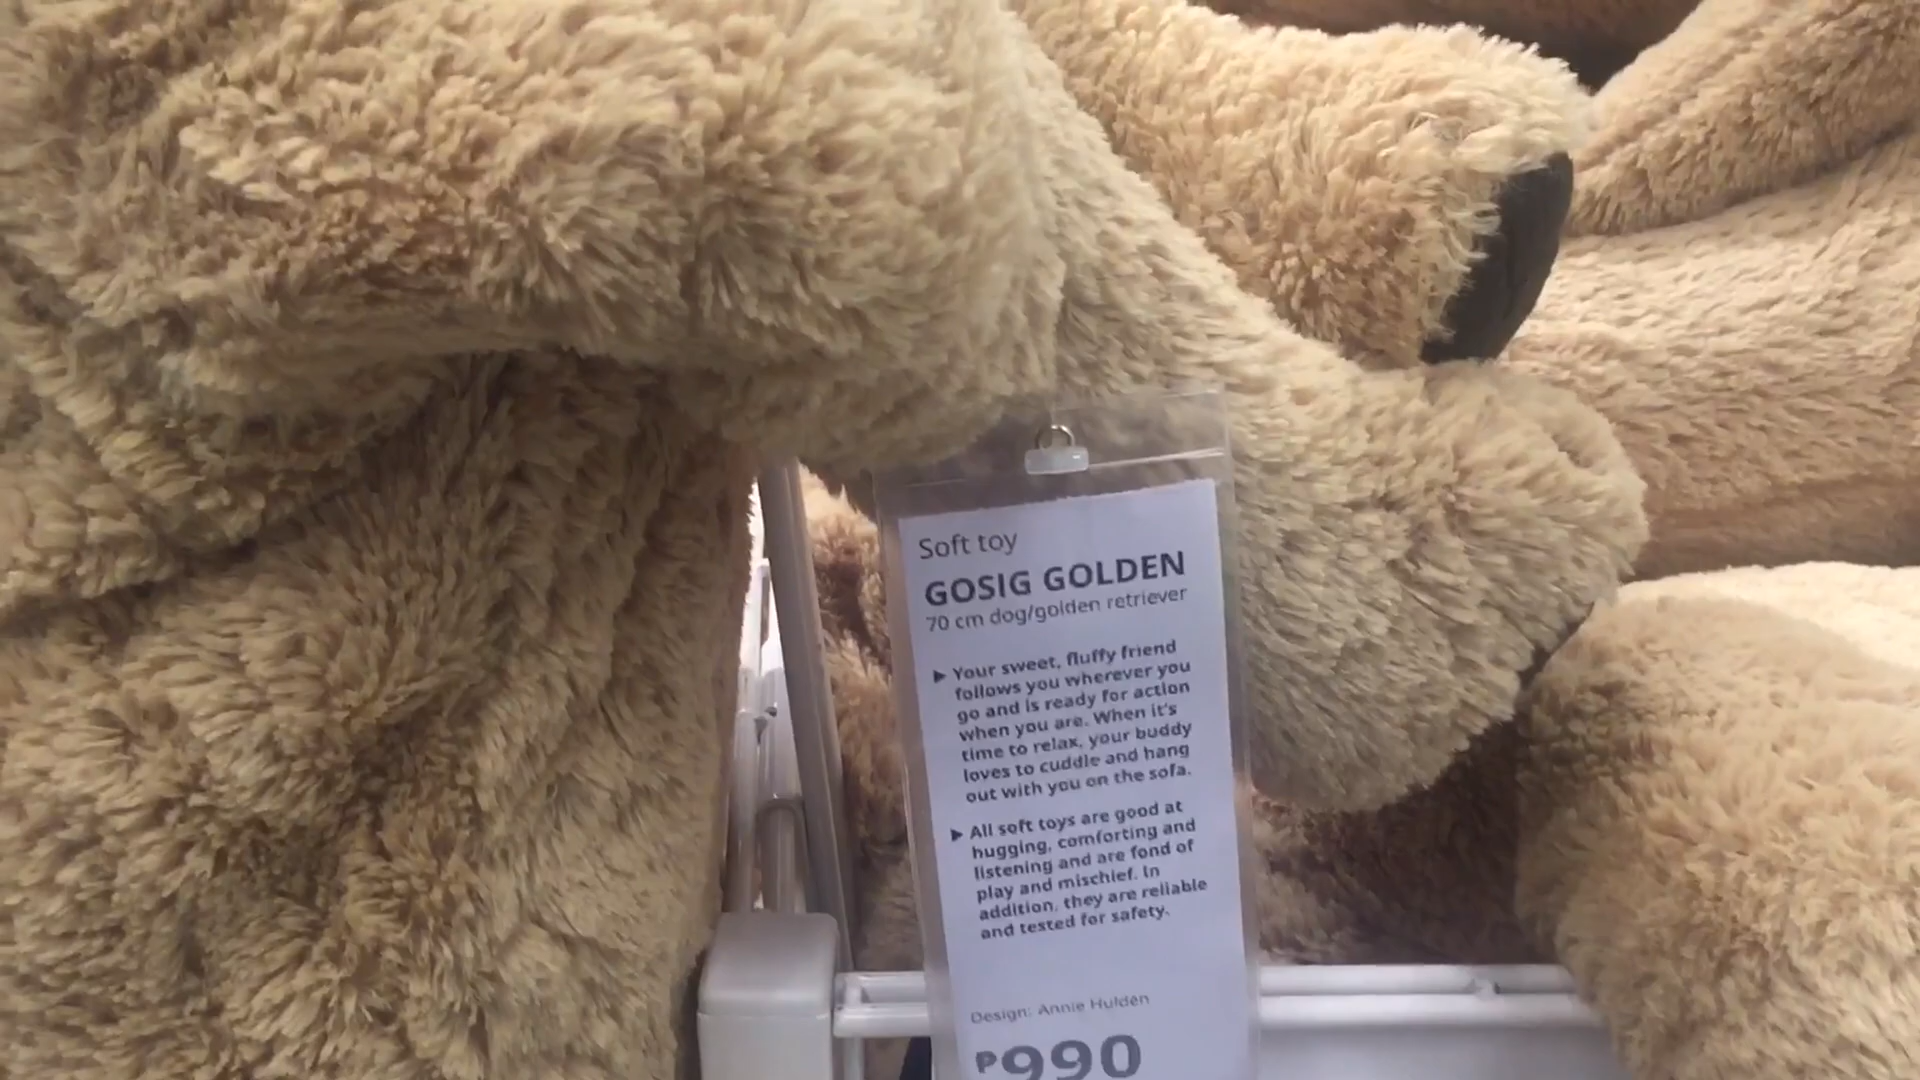 Soft toy
GOSIG GOLDEN
70 cm dog/golden retriever
▶ Your sweet, fluffy friend
follows you wherever you
go and is ready for action
when you are. When it's
time to relax, your buddy
loves to cuddle and hang
out with you on the sofa.
▶ All soft toys are good at
hugging, comforting and
listening and are fond of
play and mischief. In
addition, they are reliable
and tested for safety.
Design: Annie Huldén
₱990